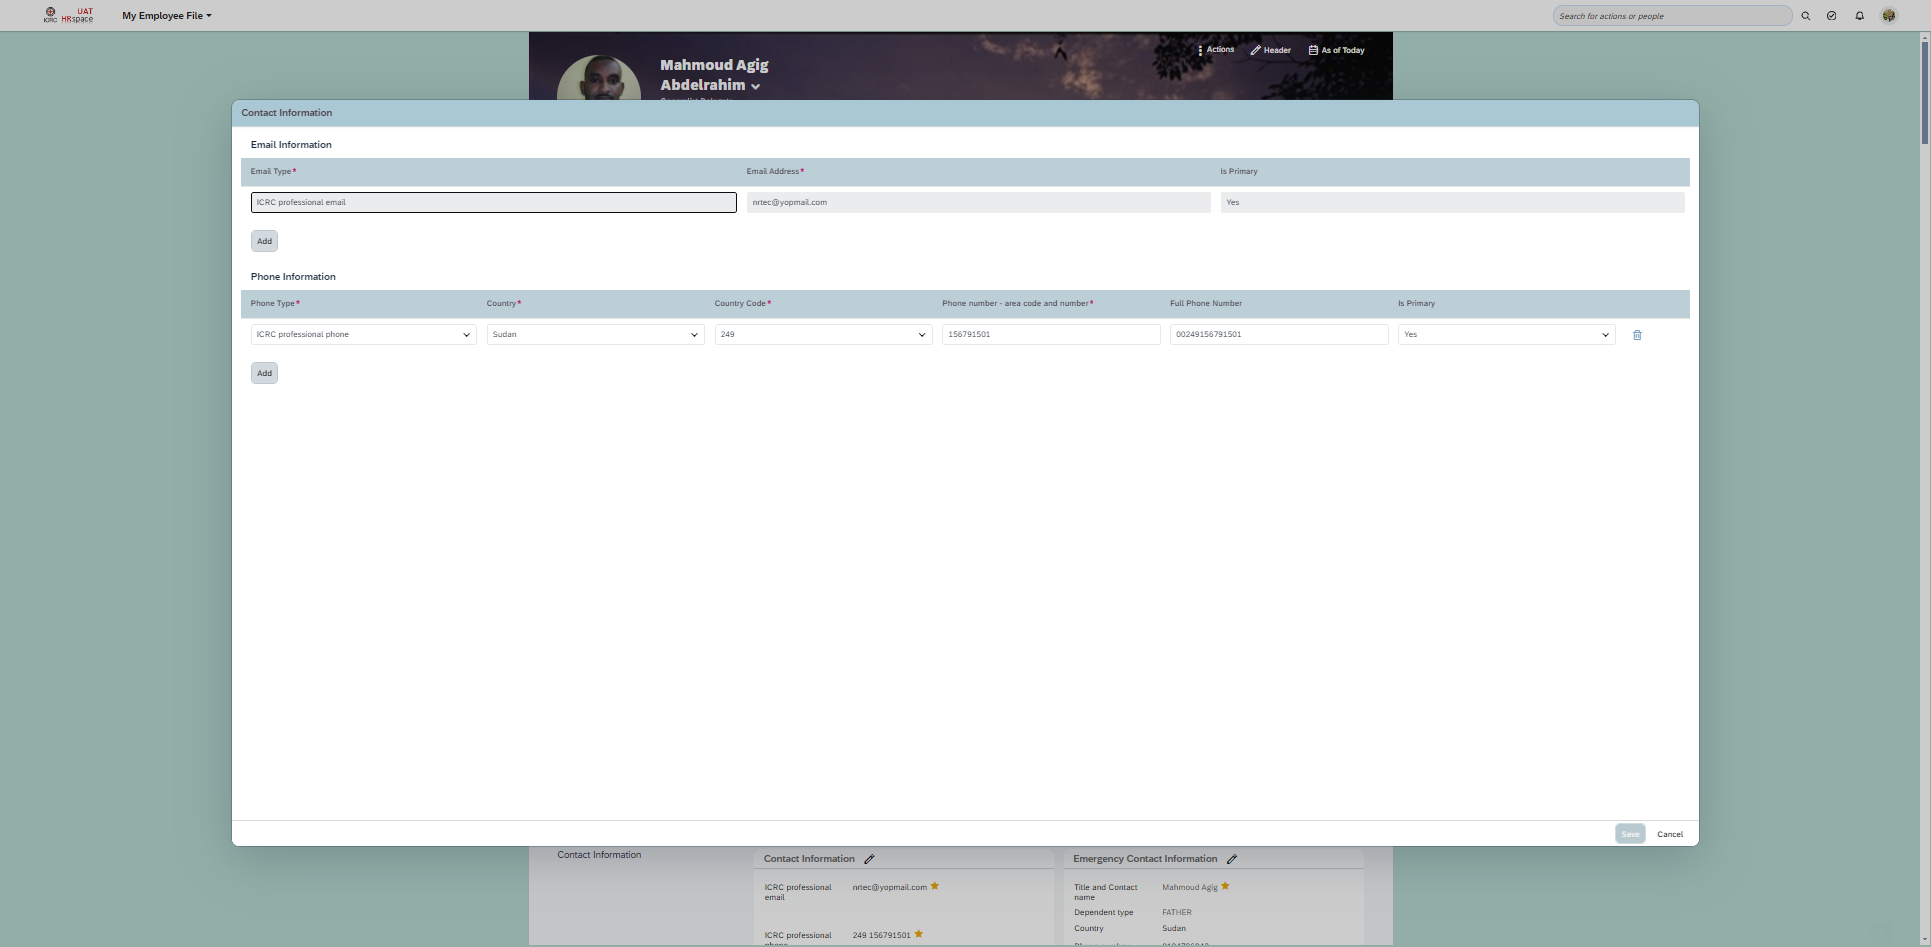 ICRC
UAT
HRspace
My Employee File
Search for actions or people
Actions
Header
As of Today
Mahmoud Agig
Abdelrahim
Contact Information
Email Information
Email Type* Email Address* Is Primary
ICRC professional email nrtec@yopmail.com Yes
Add
Phone Information
Phone Type* Country* Country Code* Phone number - area code and number* Full Phone Number Is Primary
ICRC professional phone Sudan 249 156791501 00249156791501 Yes
Add
Save Cancel
Contact Information
Contact Information
ICRC professional nrtec@yopmail.com
email
ICRC professional 249 156791501
Emergency Contact Information
Title and Contact Mahmoud Agig
name
Dependent type FATHER
Country Sudan